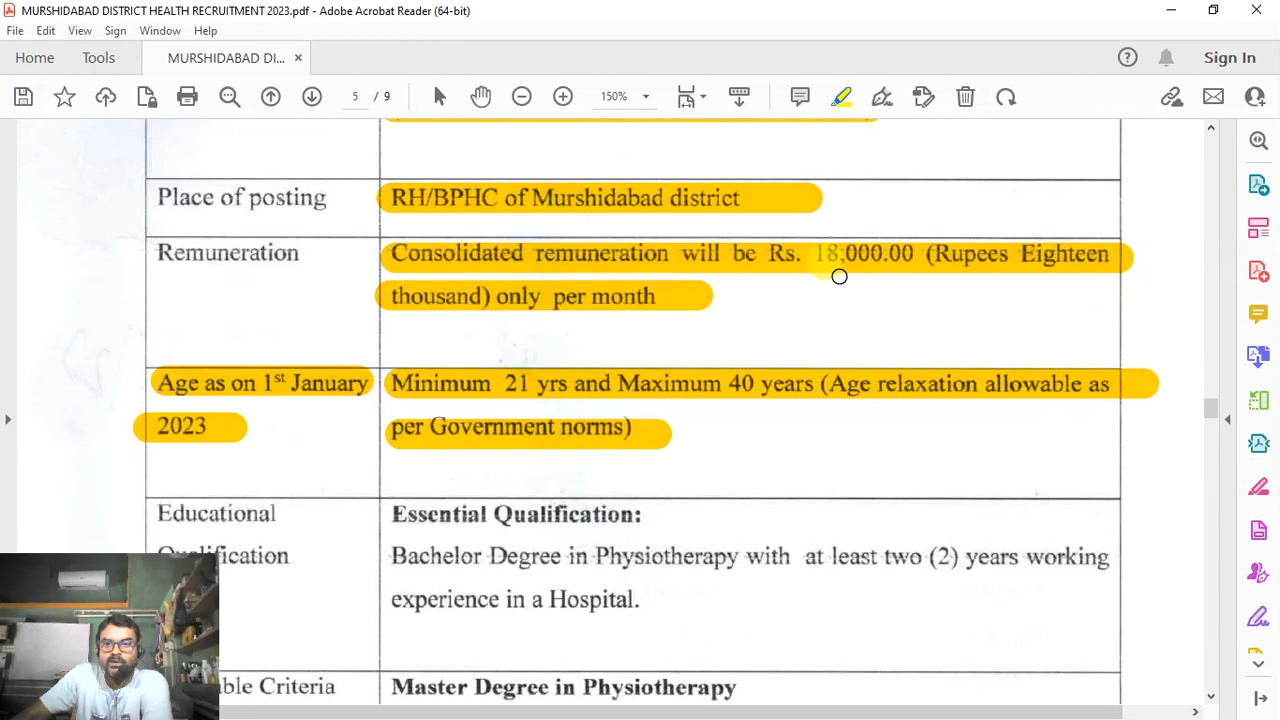 MURSHIDABAD DISTRICT HEALTH RECRUITMENT 2023.pdf - Adobe Acrobat Reader (64-bit)
File Edit View Sign Window Help
Home Tools MURSHIDABAD DI... × Sign In
5 / 9 150%
Place of posting RH/BPHC of Murshidabad district
Remuneration Consolidated remuneration will be Rs. 18,000.00 (Rupees Eighteen
thousand) only per month
Age as on 1st January Minimum 21 yrs and Maximum 40 years (Age relaxation allowable as
2023 per Government norms)
Educational Essential Qualification:
Bachelor Degree in Physiotherapy with at least two (2) years working
experience in a Hospital.
Criteria Master Degree in Physiotherapy